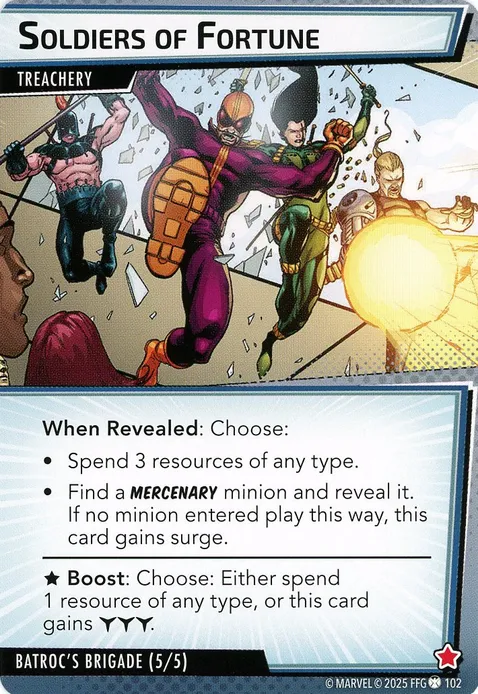 SOLDIERS OF FORTUNE
TREACHERY
When Revealed: Choose:
• Spend 3 resources of any type.
• Find a MERCENARY minion and reveal it.
If no minion entered play this way, this
card gains surge.
★ Boost: Choose: Either spend
1 resource of any type, or this card
gains.
BATROC'S BRIGADE (5/5)
© MARVEL © 2025 FFG 102